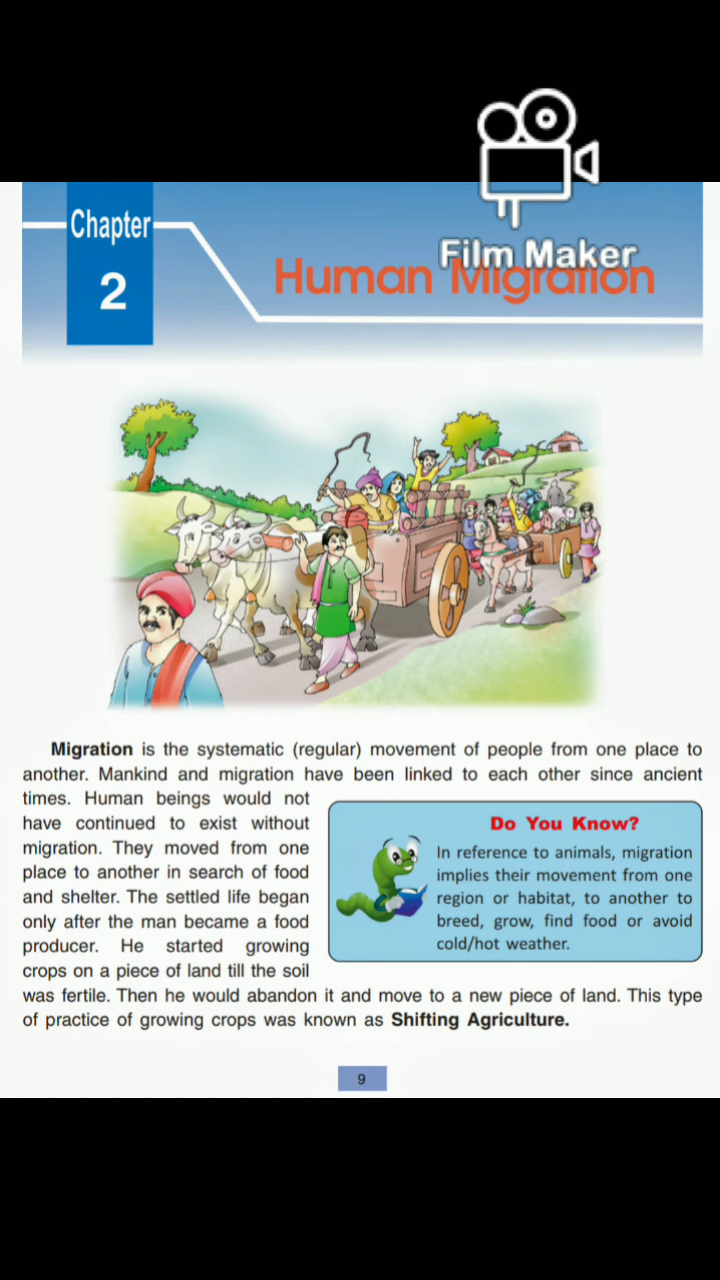 Film Maker
Chapter
2
Human Migration
Migration is the systematic (regular) movement of people from one place to
another. Mankind and migration have been linked to each other since ancient
times. Human beings would not
have continued to exist without
migration. They moved from one
place to another in search of food
and shelter. The settled life began
only after the man became a food
producer. He started growing
crops on a piece of land till the soil
Do You Know?
In reference to animals, migration
implies their movement from one
region or habitat, to another to
breed, grow, find food or avoid
cold/hot weather.
was fertile. Then he would abandon it and move to a new piece of land. This type
of practice of growing crops was known as Shifting Agriculture.
9